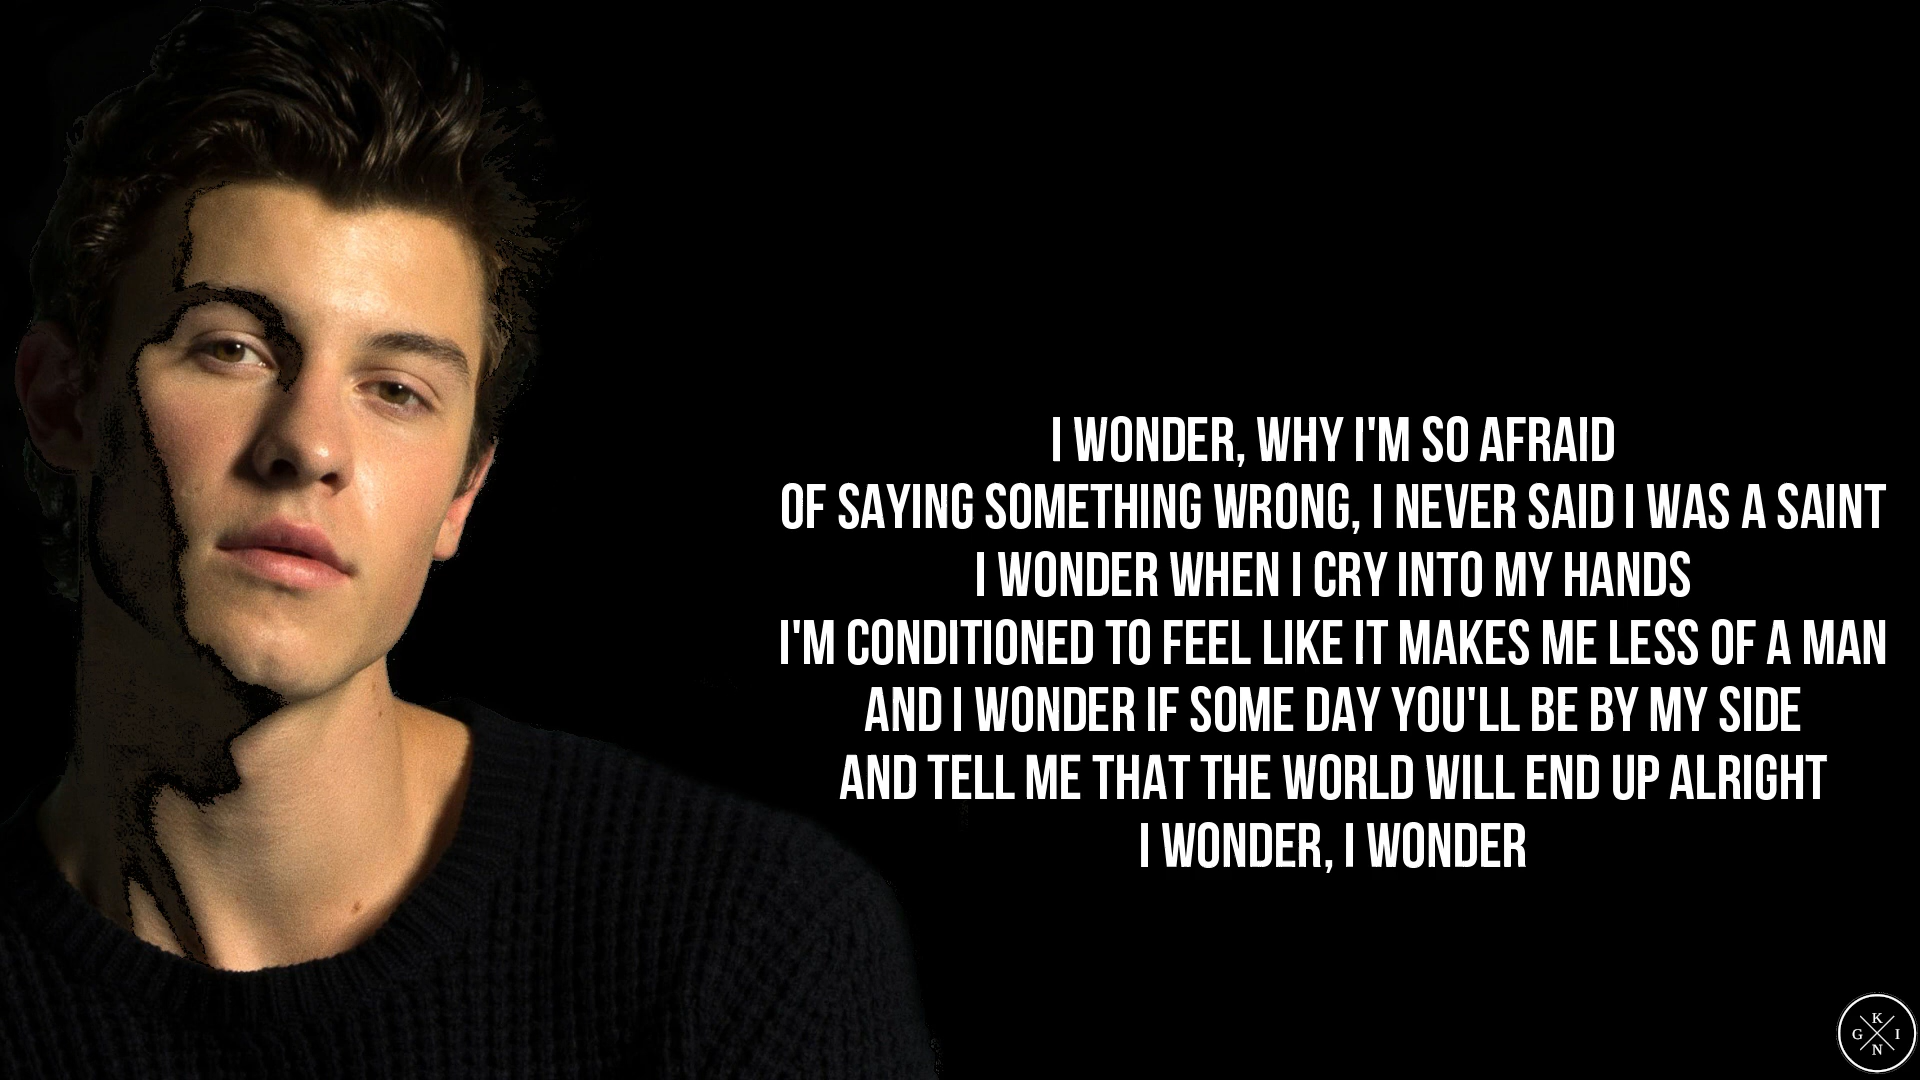 I WONDER, WHY I'M SO AFRAID
OF SAYING SOMETHING WRONG, I NEVER SAID I WAS A SAINT
I WONDER WHEN I CRY INTO MY HANDS
I'M CONDITIONED TO FEEL LIKE IT MAKES ME LESS OF A MAN
AND I WONDER IF SOME DAY YOU'LL BE BY MY SIDE
AND TELL ME THAT THE WORLD WILL END UP ALRIGHT
I WONDER, I WONDER
K
G I
N